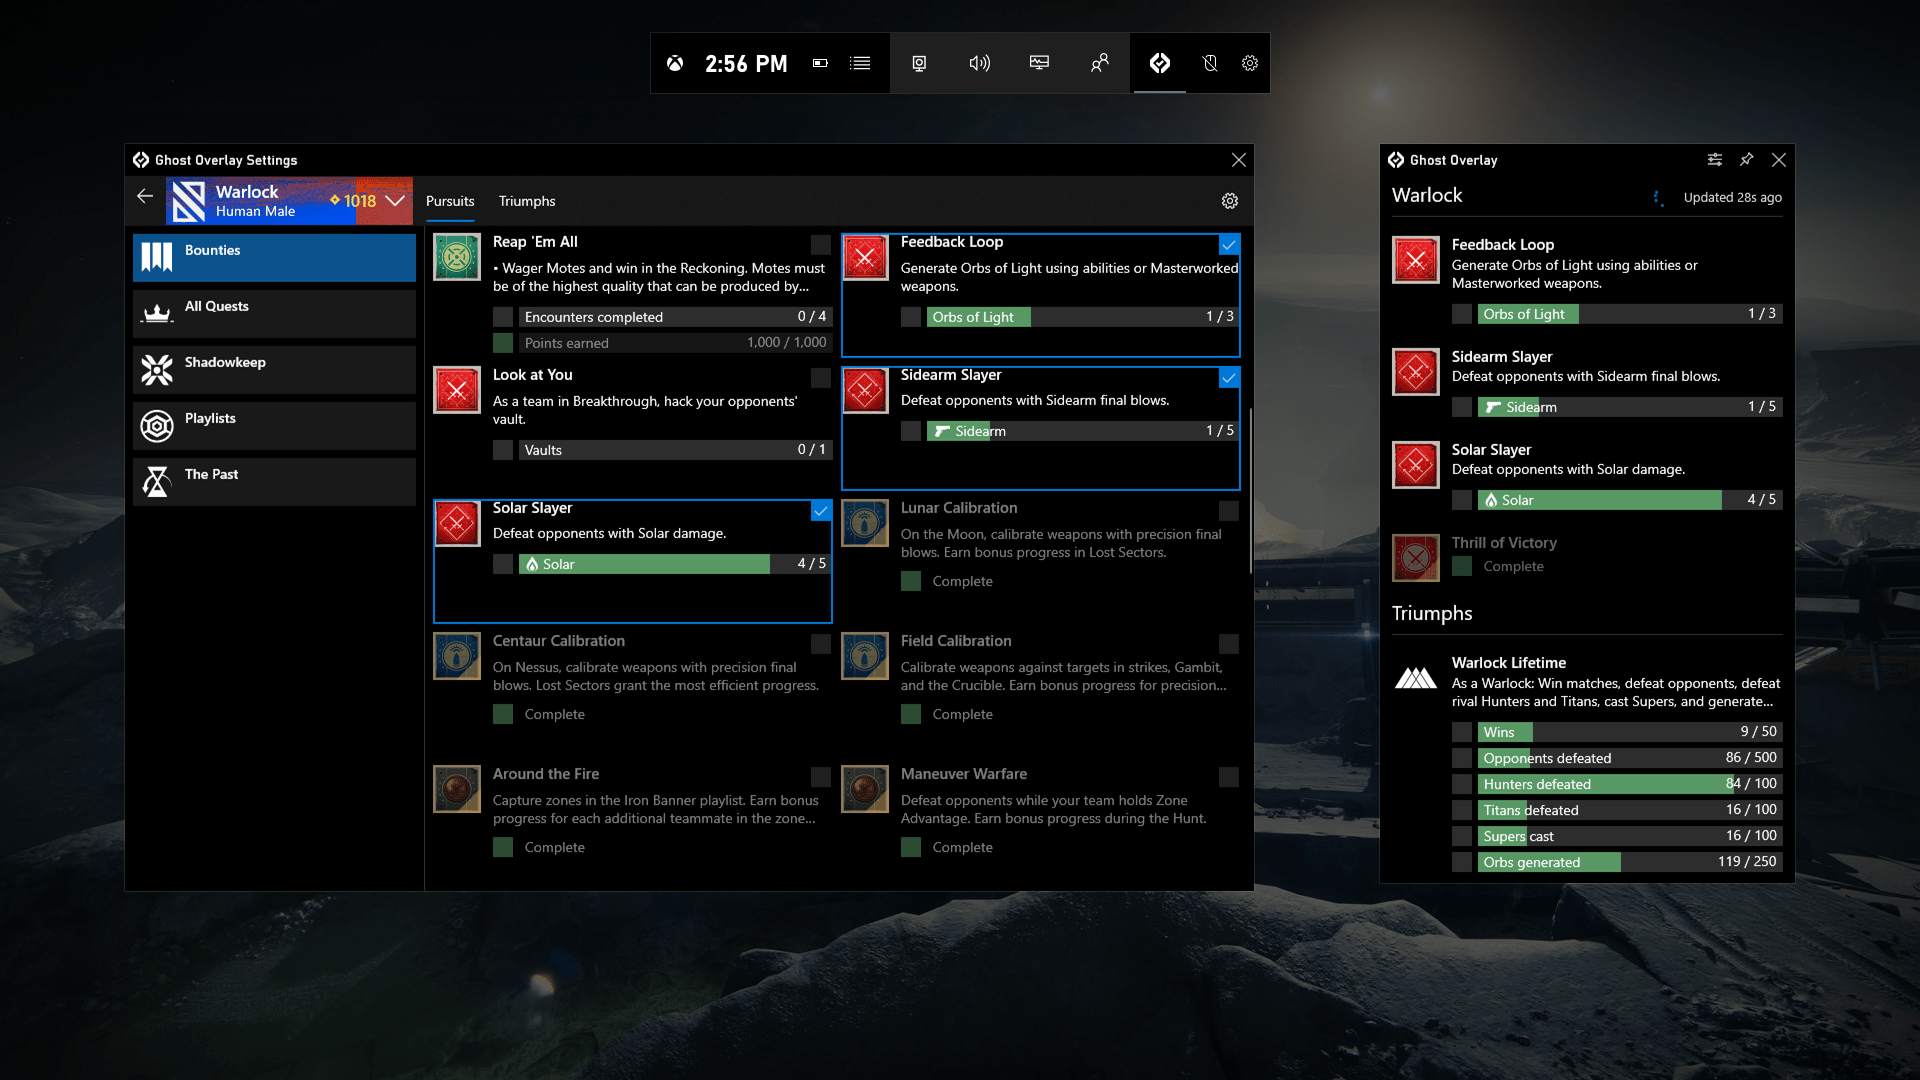 2:56 PM
Ghost Overlay Settings
Warlock
Human Male
1018
Pursuits
Triumphs
Bounties
All Quests
Shadowkeep
Playlists
The Past
Reap 'Em All
• Wager Motes and win in the Reckoning. Motes must
be of the highest quality that can be produced by...
Encounters completed 0 / 4
Points earned 1,000 / 1,000
Feedback Loop
Generate Orbs of Light using abilities or Masterworked
weapons.
Orbs of Light 1 / 3
Look at You
As a team in Breakthrough, hack your opponents'
vault.
Vaults 0 / 1
Sidearm Slayer
Defeat opponents with Sidearm final blows.
Sidearm 1 / 5
Solar Slayer
Defeat opponents with Solar damage.
Solar 4 / 5
Lunar Calibration
On the Moon, calibrate weapons with precision final
blows. Earn bonus progress in Lost Sectors.
Complete
Centaur Calibration
On Nessus, calibrate weapons with precision final
blows. Lost Sectors grant the most efficient progress.
Complete
Field Calibration
Calibrate weapons against targets in strikes, Gambit,
and the Crucible. Earn bonus progress for precision...
Complete
Around the Fire
Capture zones in the Iron Banner playlist. Earn bonus
progress for each additional teammate in the zone...
Complete
Maneuver Warfare
Defeat opponents while your team holds Zone
Advantage. Earn bonus progress during the Hunt.
Complete
Ghost Overlay
Warlock
Updated 28s ago
Feedback Loop
Generate Orbs of Light using abilities or
Masterworked weapons.
Orbs of Light 1 / 3
Sidearm Slayer
Defeat opponents with Sidearm final blows.
Sidearm 1 / 5
Solar Slayer
Defeat opponents with Solar damage.
Solar 4 / 5
Thrill of Victory
Complete
Triumphs
Warlock Lifetime
As a Warlock: Win matches, defeat opponents, defeat
rival Hunters and Titans, cast Supers, and generate...
Wins 9 / 50
Opponents defeated 86 / 500
Hunters defeated 84 / 100
Titans defeated 16 / 100
Supers cast 16 / 100
Orbs generated 119 / 250